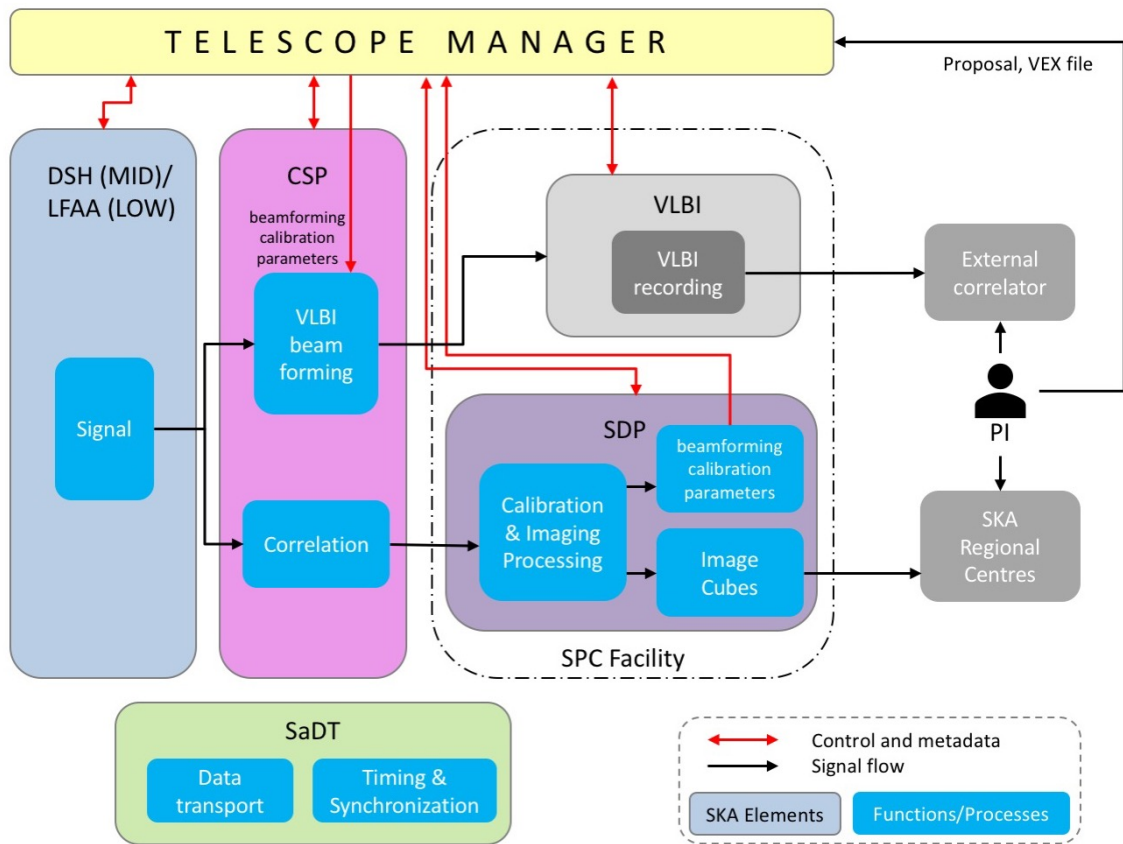 TELESCOPE MANAGER
Proposal, VEX file
DSH (MID)/
LFAA (LOW)
Signal
CSP
beamforming
calibration
parameters
VLBI
beam
forming
Correlation
VLBI
VLBI
recording
SDP
Calibration
& Imaging
Processing
beamforming
calibration
parameters
Image
Cubes
SPC Facility
External
correlator
PI
SKA
Regional
Centres
SaDT
Data
transport
Timing &
Synchronization
Control and metadata
Signal flow
SKA Elements
Functions/Processes